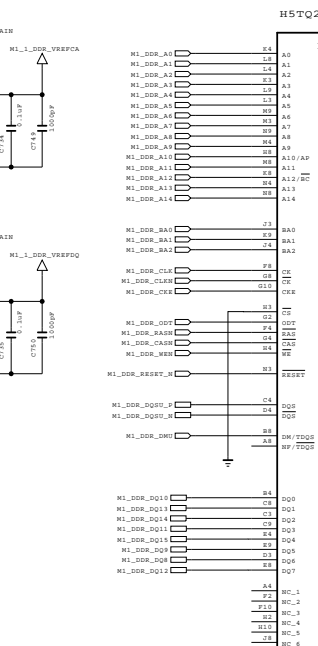 H5TQ2
AIN
M1_1_DDR_VREFCA
0.1uF
C749
1000pF
AIN
M1_1_DDR_VREFDQ
0.1uF
C750
1000pF
M1_DDR_A0 K4 A0
M1_DDR_A1 L8 A1
M1_DDR_A2 L4 A2
M1_DDR_A3 K3 A3
M1_DDR_A4 L9 A4
M1_DDR_A5 L3 A5
M1_DDR_A6 M9 A6
M1_DDR_A7 M3 A7
M1_DDR_A8 N9 A8
M1_DDR_A9 M4 A9
M1_DDR_A10 H8 A10/AP
M1_DDR_A11 M8 A11
M1_DDR_A12 K8 A12/BC
M1_DDR_A13 N4 A13
M1_DDR_A14 N8 A14
M1_DDR_BA0 J3 BA0
M1_DDR_BA1 K9 BA1
M1_DDR_BA2 J4 BA2
M1_DDR_CLK F8 CK
M1_DDR_CLKN G8 CK
M1_DDR_CKE G10 CKE
H3 CS
M1_DDR_ODT G2 ODT
M1_DDR_RASN F4 RAS
M1_DDR_CASN G4 CAS
M1_DDR_WEN H4 WE
M1_DDR_RESET_N N3 RESET
M1_DDR_DQSU_P C4 DQS
M1_DDR_DQSU_N D4 DQS
M1_DDR_DMU B8 DM/TDQS
A8 NF/TDQS
M1_DDR_DQ10 B4 DQ0
M1_DDR_DQ13 C8 DQ1
M1_DDR_DQ14 C3 DQ2
M1_DDR_DQ11 C9 DQ3
M1_DDR_DQ15 E4 DQ4
M1_DDR_DQ9 E9 DQ5
M1_DDR_DQ8 D3 DQ6
M1_DDR_DQ12 E8 DQ7
A4 NC_1
F2 NC_2
F10 NC_3
H2 NC_4
H10 NC_5
J8 NC_6